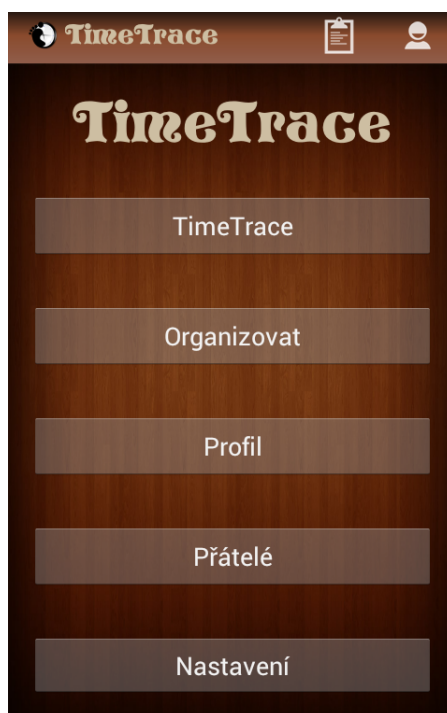 TimeTrace
TimeTrace
TimeTrace
Organizovat
Profil
Přátelé
Nastavení